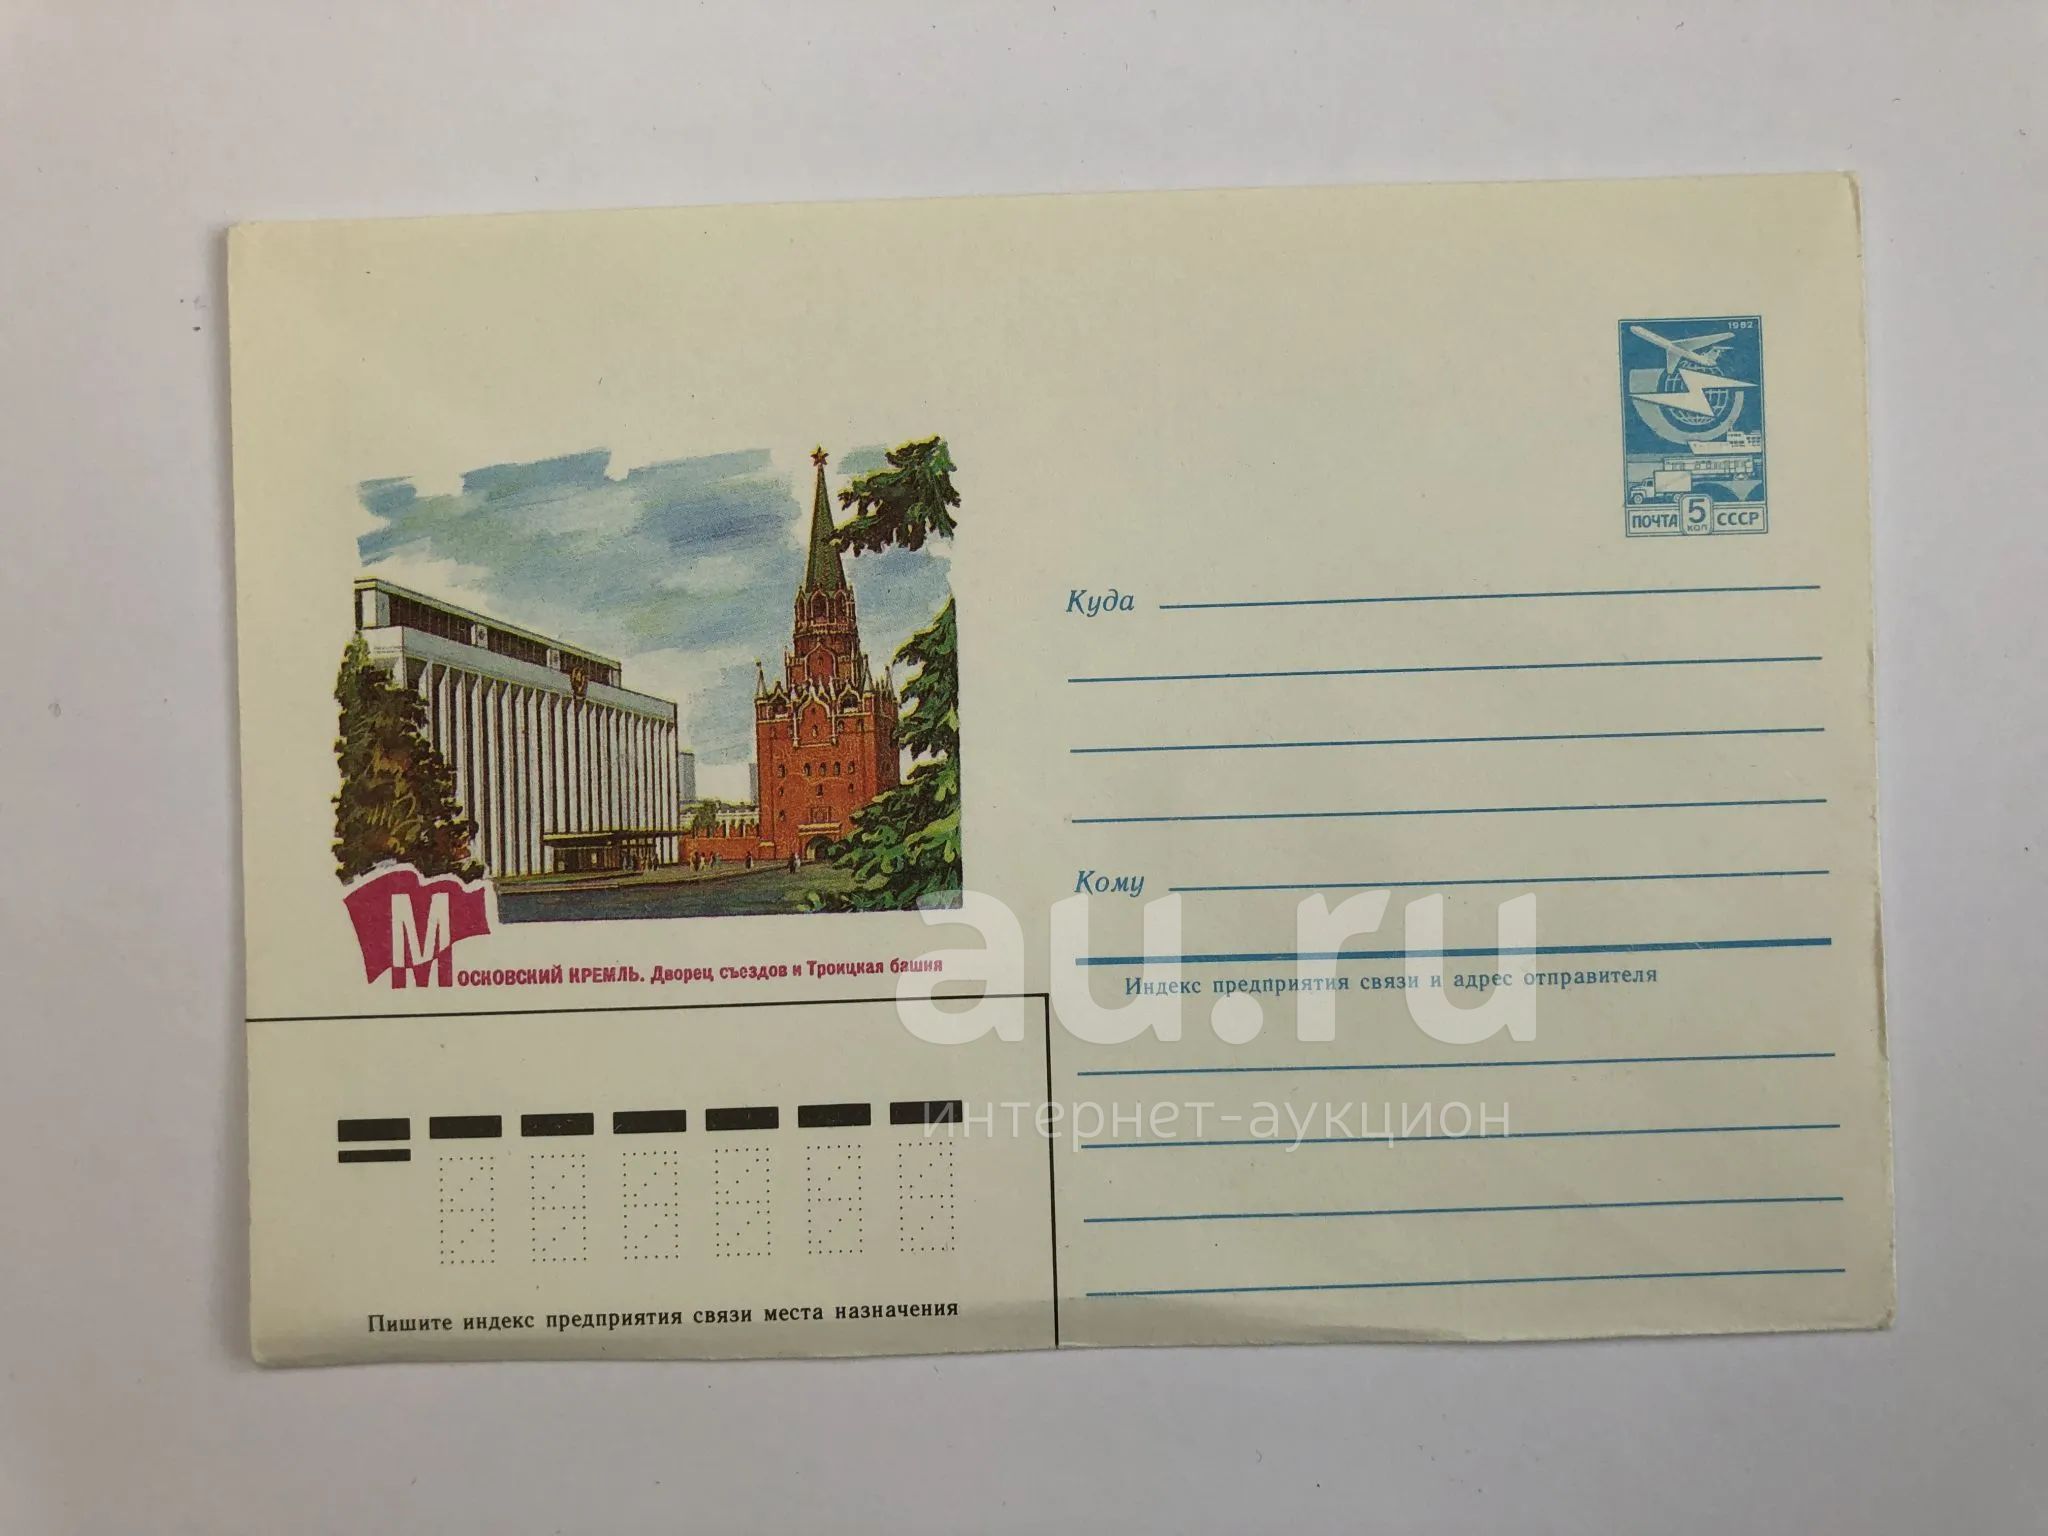 1982
ПОЧТА 5 КОП СССР
Куда
Кому
МОСКОВСКИЙ КРЕМЛЬ. Дворец съездов и Троицкая башня
Индекс предприятия связи и адрес отправителя
au.ru
интернет-аукцион
Пишите индекс предприятия связи места назначения